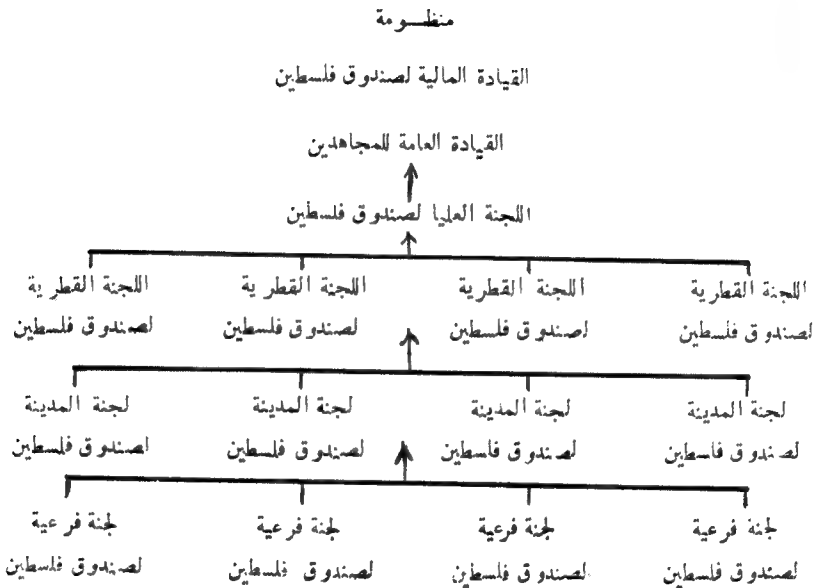 منظومة
القيادة المالية لصندوق فلسطين
القيادة العامة للمجاهدين
اللجنة العليا لصندوق فلسطين
اللجنة القطرية اللجنة القطرية اللجنة القطرية اللجنة القطرية
لصندوق فلسطين لصندوق فلسطين لصندوق فلسطين لصندوق فلسطين
لجنة المدينة لجنة المدينة لجنة المدينة لجنة المدينة
لصندوق فلسطين لصندوق فلسطين لصندوق فلسطين لصندوق فلسطين
لجنة فرعية لجنة فرعية لجنة فرعية لجنة فرعية
لصندوق فلسطين لصندوق فلسطين لصندوق فلسطين لصندوق فلسطين